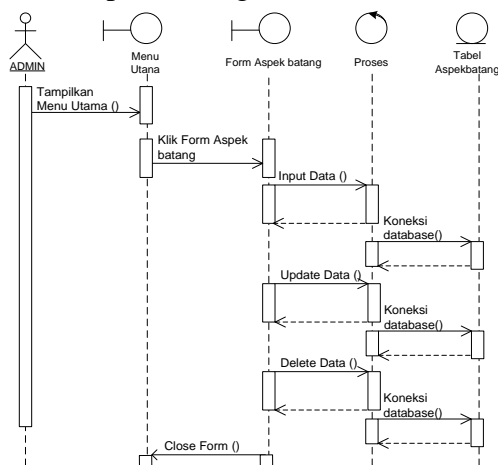 ADMIN
Menu
Utana
Form Aspek batang
Proses
Tabel
Aspekbatang
Tampilkan
Menu Utama ()
Klik Form Aspek
batang
Input Data ()
Koneksi
database()
Update Data ()
Koneksi
database()
Delete Data ()
Koneksi
database()
Close Form ()